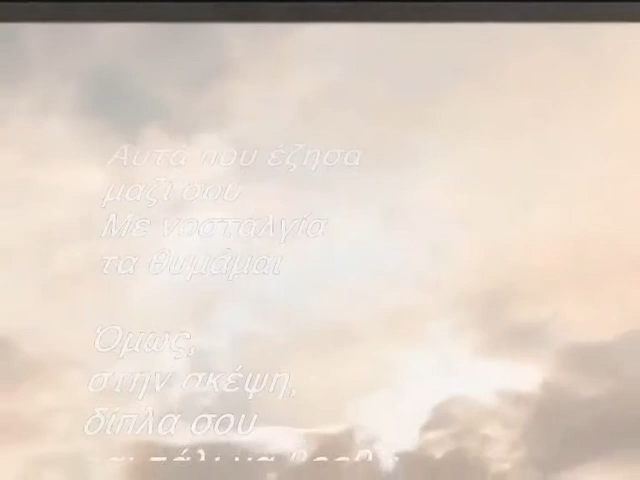 Αυτά που έζησα
μαζί σου
Με νοσταλγία
τα θυμάμαι
Όμως,
στην σκέψη,
δίπλα σου